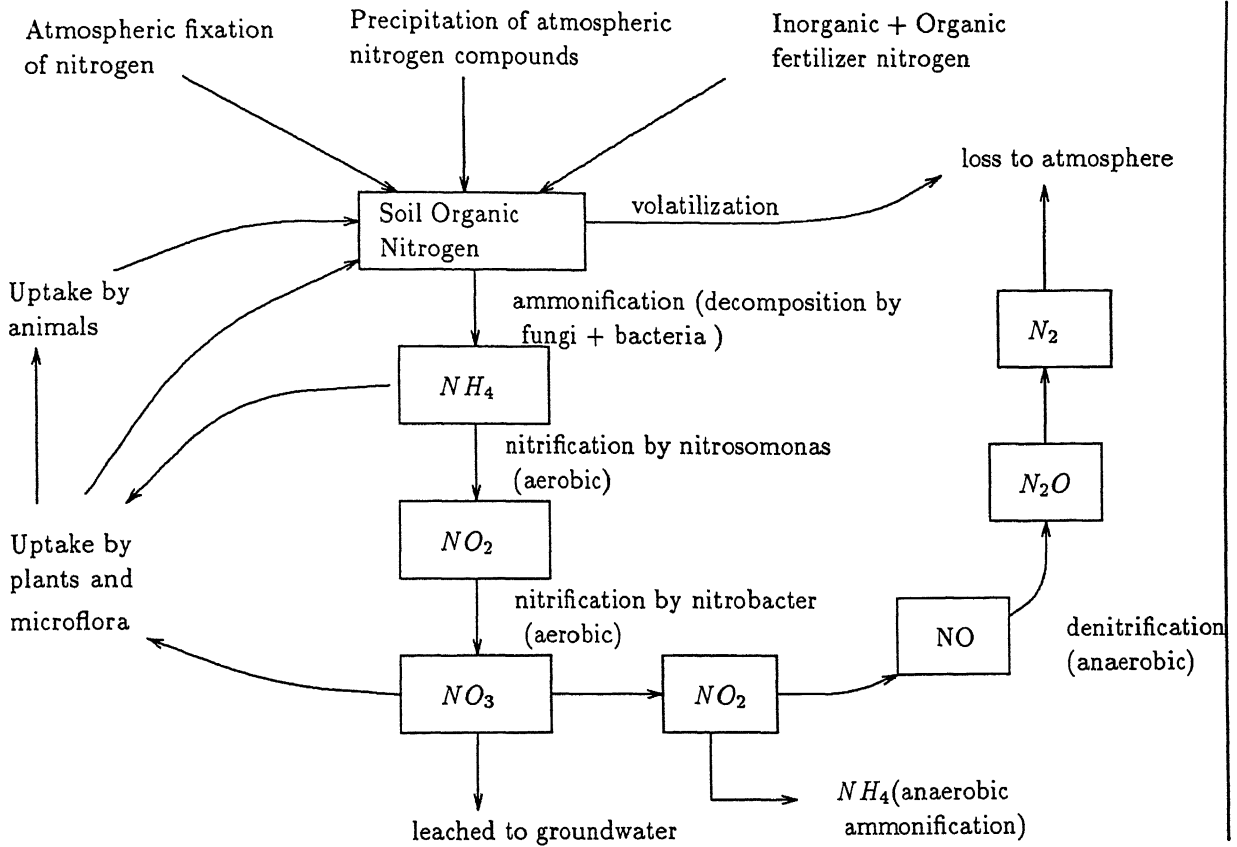 Atmospheric fixation
of nitrogen
Precipitation of atmospheric
nitrogen compounds
Inorganic + Organic
fertilizer nitrogen
loss to atmosphere
Soil Organic
Nitrogen
volatilization
Uptake by
animals
ammonification (decomposition by
fungi + bacteria )
N₂
NH₄
nitrification by nitrosomonas
(aerobic)
N₂O
NO₂
Uptake by
plants and
microflora
nitrification by nitrobacter
(aerobic)
NO
denitrification
(anaerobic)
NO₃
NO₂
NH₄(anaerobic
ammonification)
leached to groundwater